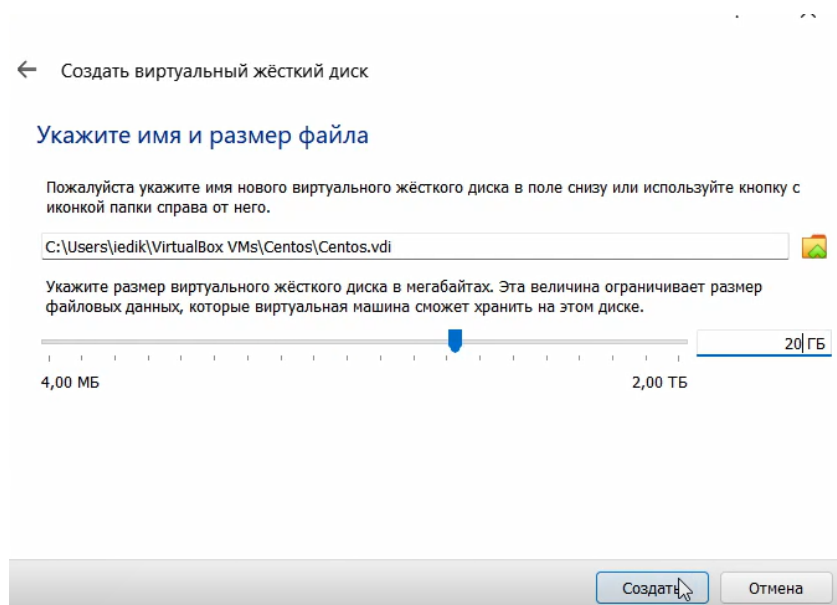 Создать виртуальный жёсткий диск
Укажите имя и размер файла
Пожалуйста укажите имя нового виртуального жёсткого диска в поле снизу или используйте кнопку с
иконкой папки справа от него.
C:\Users\iedik\VirtualBox VMs\Centos\Centos.vdi
Укажите размер виртуального жёсткого диска в мегабайтах. Эта величина ограничивает размер
файловых данных, которые виртуальная машина сможет хранить на этом диске.
20 ГБ
4,00 МБ
2,00 ТБ
Создать
Отмена